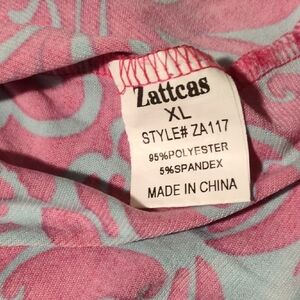 Zattcas
XL
STYLE# ZA117
95%POLYESTER
5%SPANDEX
MADE IN CHINA